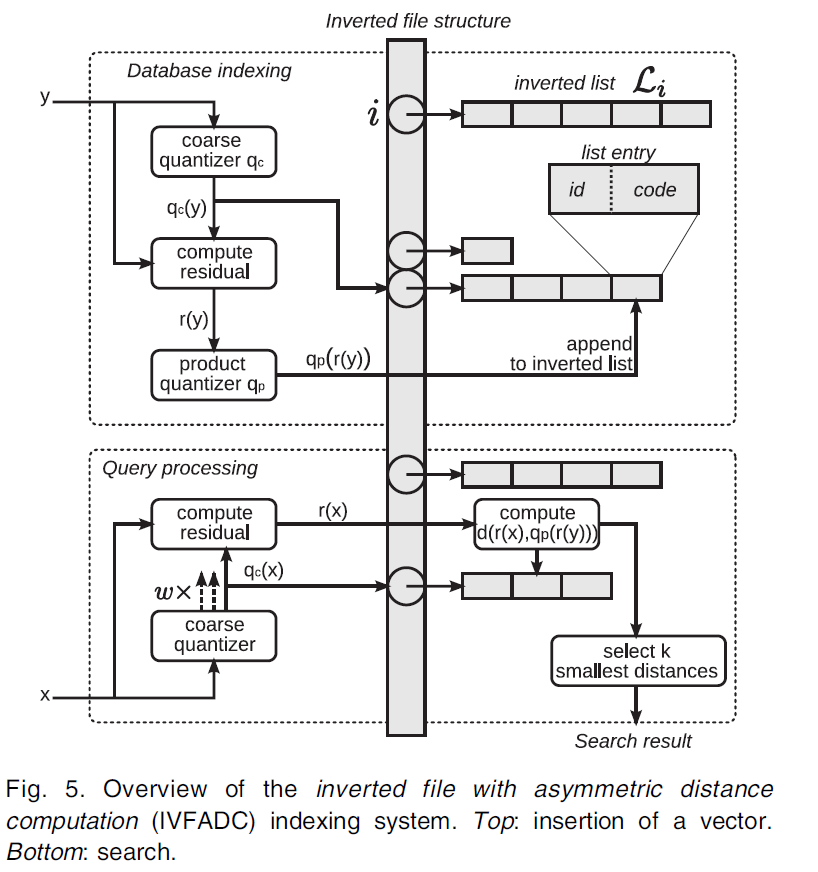 Inverted file structure
Database indexing
y
coarse
quantizer qc
qc(y)
compute
residual
r(y)
product
quantizer qp
qp(r(y))
i
inverted list ℒi
list entry
id
code
append
to inverted list
Query processing
compute
residual
r(x)
compute
d(r(x),qp(r(y)))
w×
qc(x)
coarse
quantizer
x
select k
smallest distances
Search result
Fig. 5. Overview of the inverted file with asymmetric distance
computation (IVFADC) indexing system. Top: insertion of a vector.
Bottom: search.